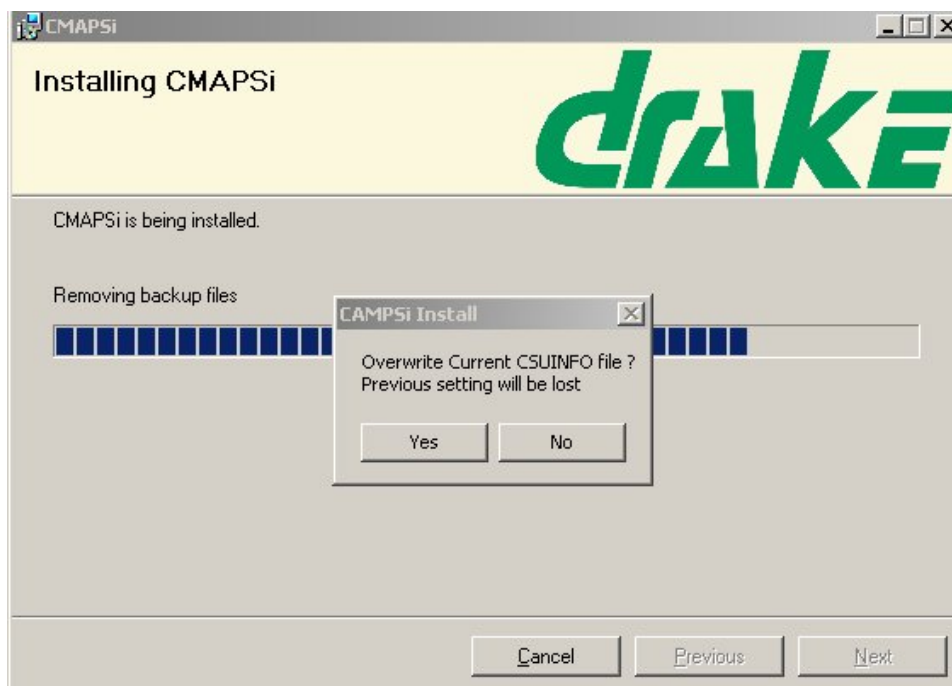 CMAPSi
Installing CMAPSi
drake
CMAPSi is being installed.
Removing backup files
CAMPSi Install
Overwrite Current CSUINFO file ?
Previous setting will be lost
Yes
No
Cancel
Previous
Next